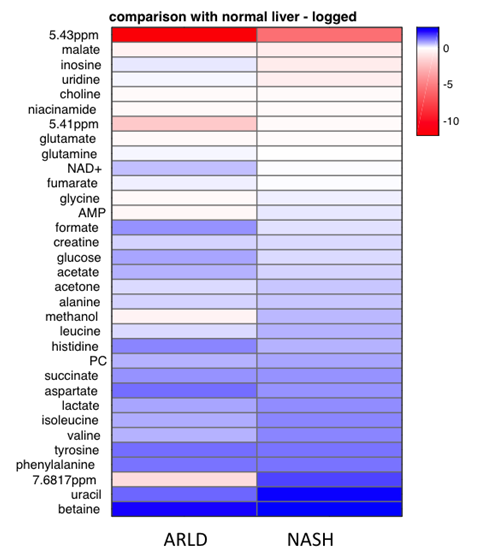 comparison with normal liver - logged
5.43ppm
malate
inosine
uridine
choline
niacinamide
5.41ppm
glutamate
glutamine
NAD+
fumarate
glycine
AMP
formate
creatine
glucose
acetate
acetone
alanine
methanol
leucine
histidine
PC
succinate
aspartate
lactate
isoleucine
valine
tyrosine
phenylalanine
7.6817ppm
uracil
betaine
0
-5
-10
ARLD NASH